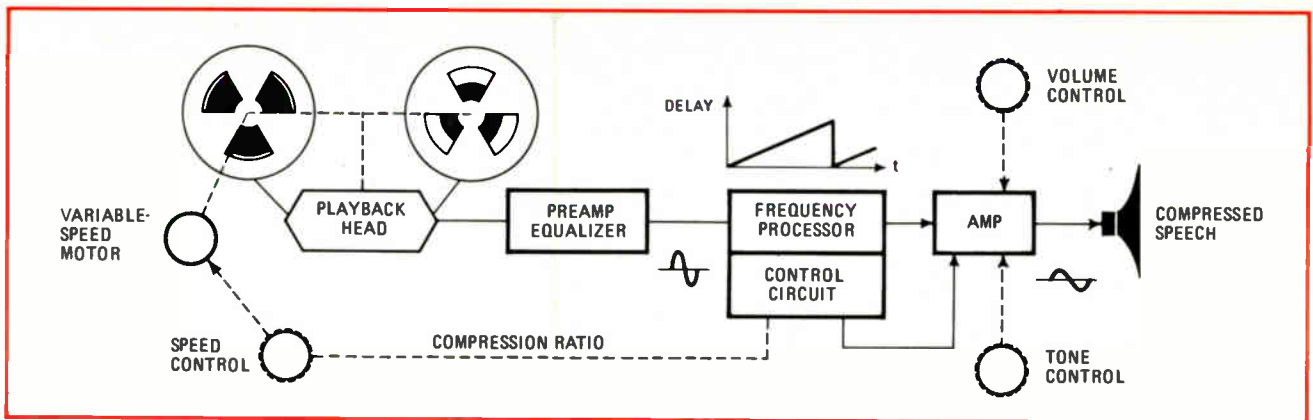 DELAY
t
VOLUME
CONTROL
VARIABLE-
SPEED
MOTOR
PLAYBACK
HEAD
PREAMP
EQUALIZER
FREQUENCY
PROCESSOR
CONTROL
CIRCUIT
AMP
COMPRESSED
SPEECH
SPEED
CONTROL
COMPRESSION RATIO
TONE
CONTROL